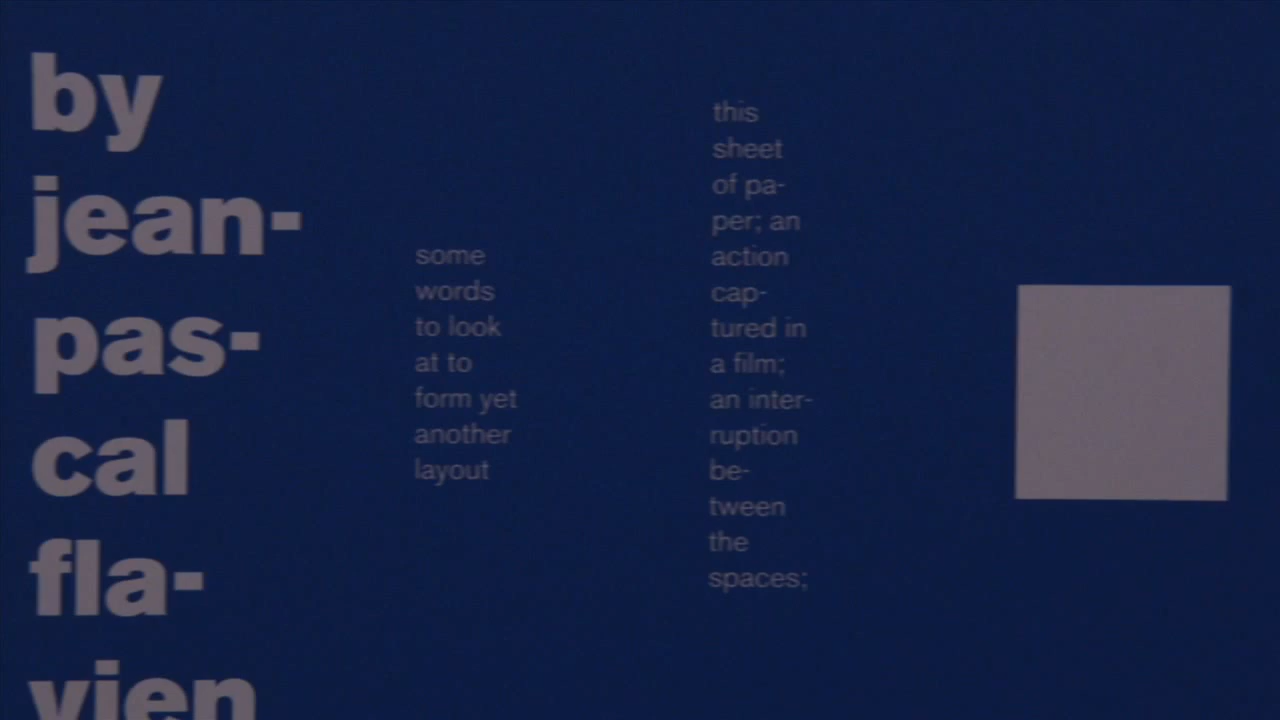 by
jean-
pas-
cal
fla-
vien
some
words
to look
at to
form yet
another
layout
this
sheet
of pa-
per; an
action
cap-
tured in
a film;
an inter-
ruption
be-
tween
the
spaces;